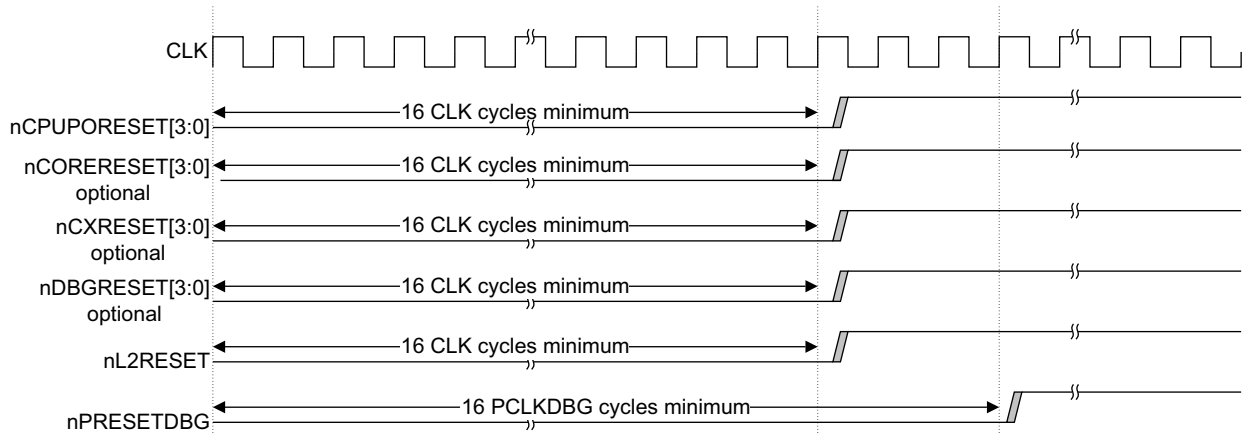 CLK
16 CLK cycles minimum
nCPUPORESET[3:0]
16 CLK cycles minimum
nCORERESET[3:0]
optional
16 CLK cycles minimum
nCXRESET[3:0]
optional
16 CLK cycles minimum
nDBGRESET[3:0]
optional
16 CLK cycles minimum
nL2RESET
16 PCLKDBG cycles minimum
nPRESETDBG